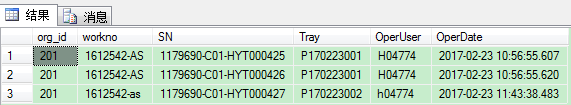 结果 消息
org_id workno SN Tray OperUser OperDate
1 201 1612542-AS 1179690-C01-HYT000425 P170223001 H04774 2017-02-23 10:56:55.607
2 201 1612542-AS 1179690-C01-HYT000426 P170223001 H04774 2017-02-23 10:56:55.620
3 201 1612542-as 1179690-C01-HYT000427 P170223002 h04774 2017-02-23 11:43:38.483